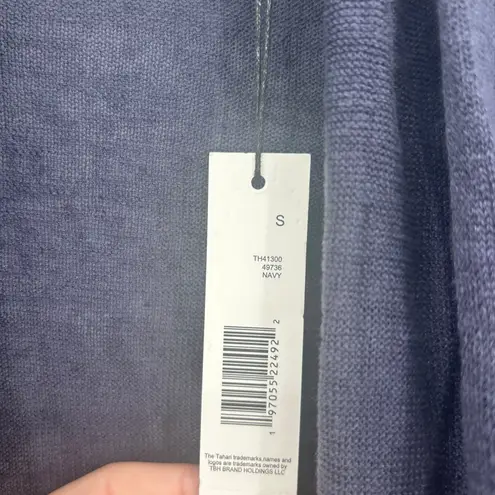 S
TH41300
49736
NAVY
1 97055 22492 2
The Tahari trademarks,names and
logos are trademarks owned by
TBH BRAND HOLDINGS LLC